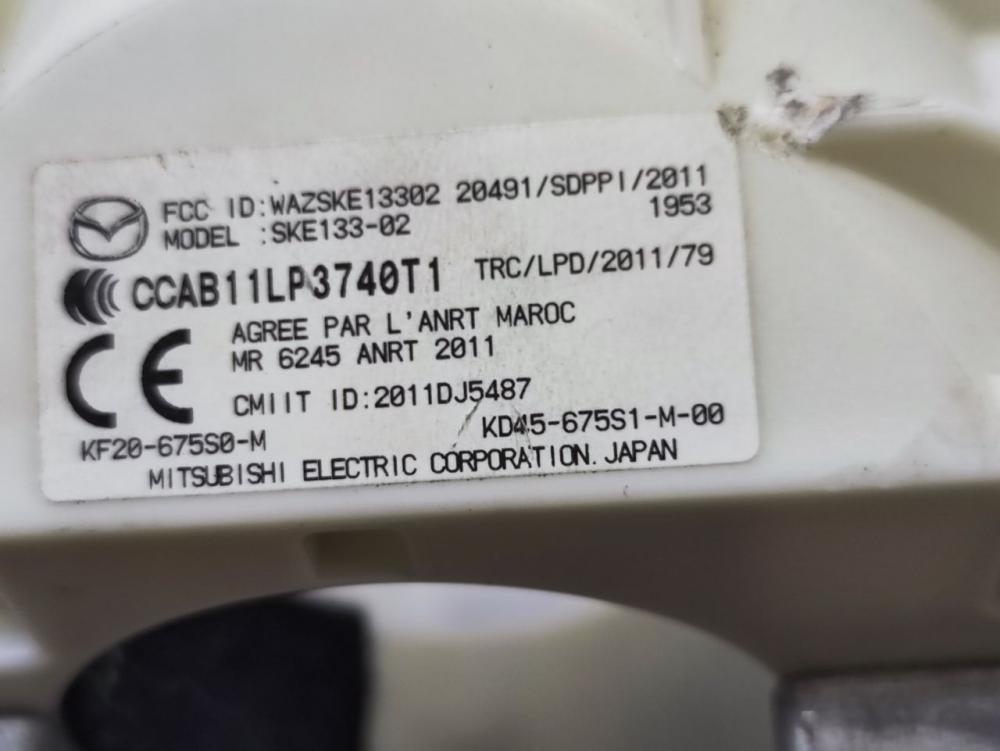 FCC ID:WAZSKE13302 20491/SDPPI/2011
MODEL :SKE133-02 1953
CCAB11LP3740T1 TRC/LPD/2011/79
CE AGREE PAR L'ANRT MAROC
MR 6245 ANRT 2011
CMIIT ID:2011DJ5487
KF20-675S0-M KD45-675S1-M-00
MITSUBISHI ELECTRIC CORPORATION. JAPAN